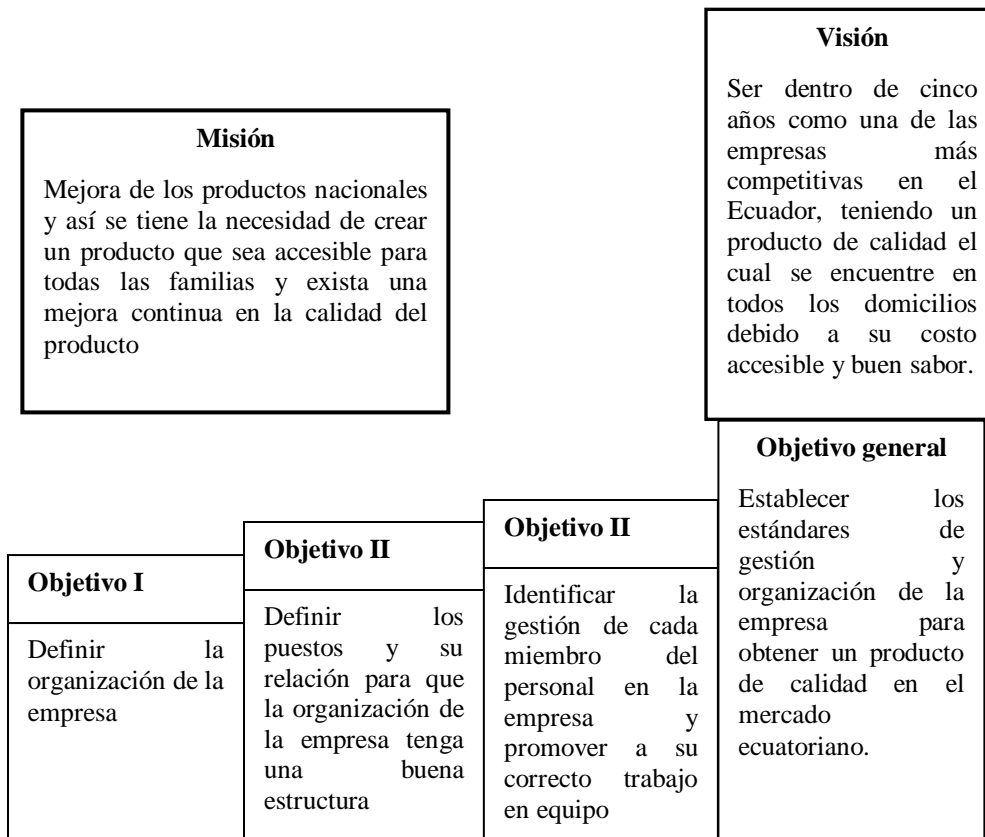 Visión
Ser dentro de cinco
años como una de las
empresas más
competitivas en el
Ecuador, teniendo un
producto de calidad el
cual se encuentre en
todos los domicilios
debido a su costo
accesible y buen sabor.
Misión
Mejora de los productos nacionales
y así se tiene la necesidad de crear
un producto que sea accesible para
todas las familias y exista una
mejora continua en la calidad del
producto
Objetivo I
Definir la
organización de la
empresa
Objetivo II
Definir los
puestos y su
relación para que
la organización de
la empresa tenga
una buena
estructura
Objetivo II
Identificar la
gestión de cada
miembro del
personal en la
empresa y
promover a su
correcto trabajo
en equipo
Objetivo general
Establecer los
estándares de
gestión y
organización de la
empresa para
obtener un producto
de calidad en el
mercado
ecuatoriano.